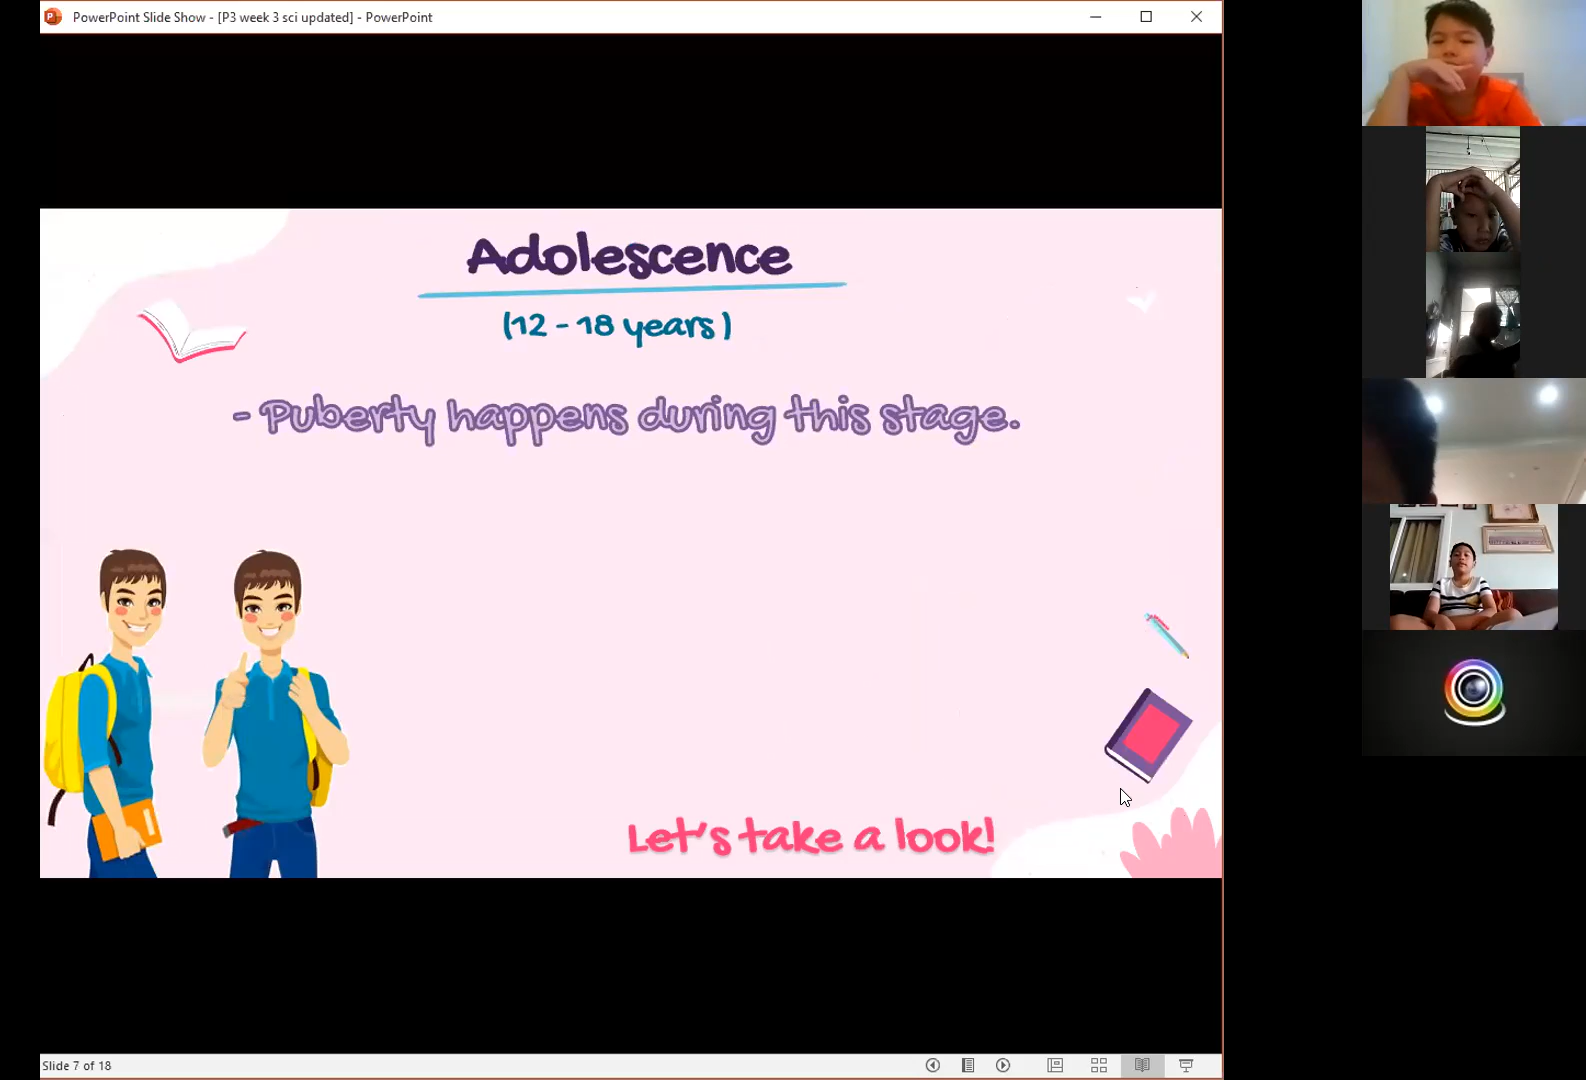 PowerPoint Slide Show - [P3 week 3 sci updated] - PowerPoint
Adolescence
(12 - 18 years)
- Puberty happens during this stage.
Let's take a look!
Slide 7 of 18